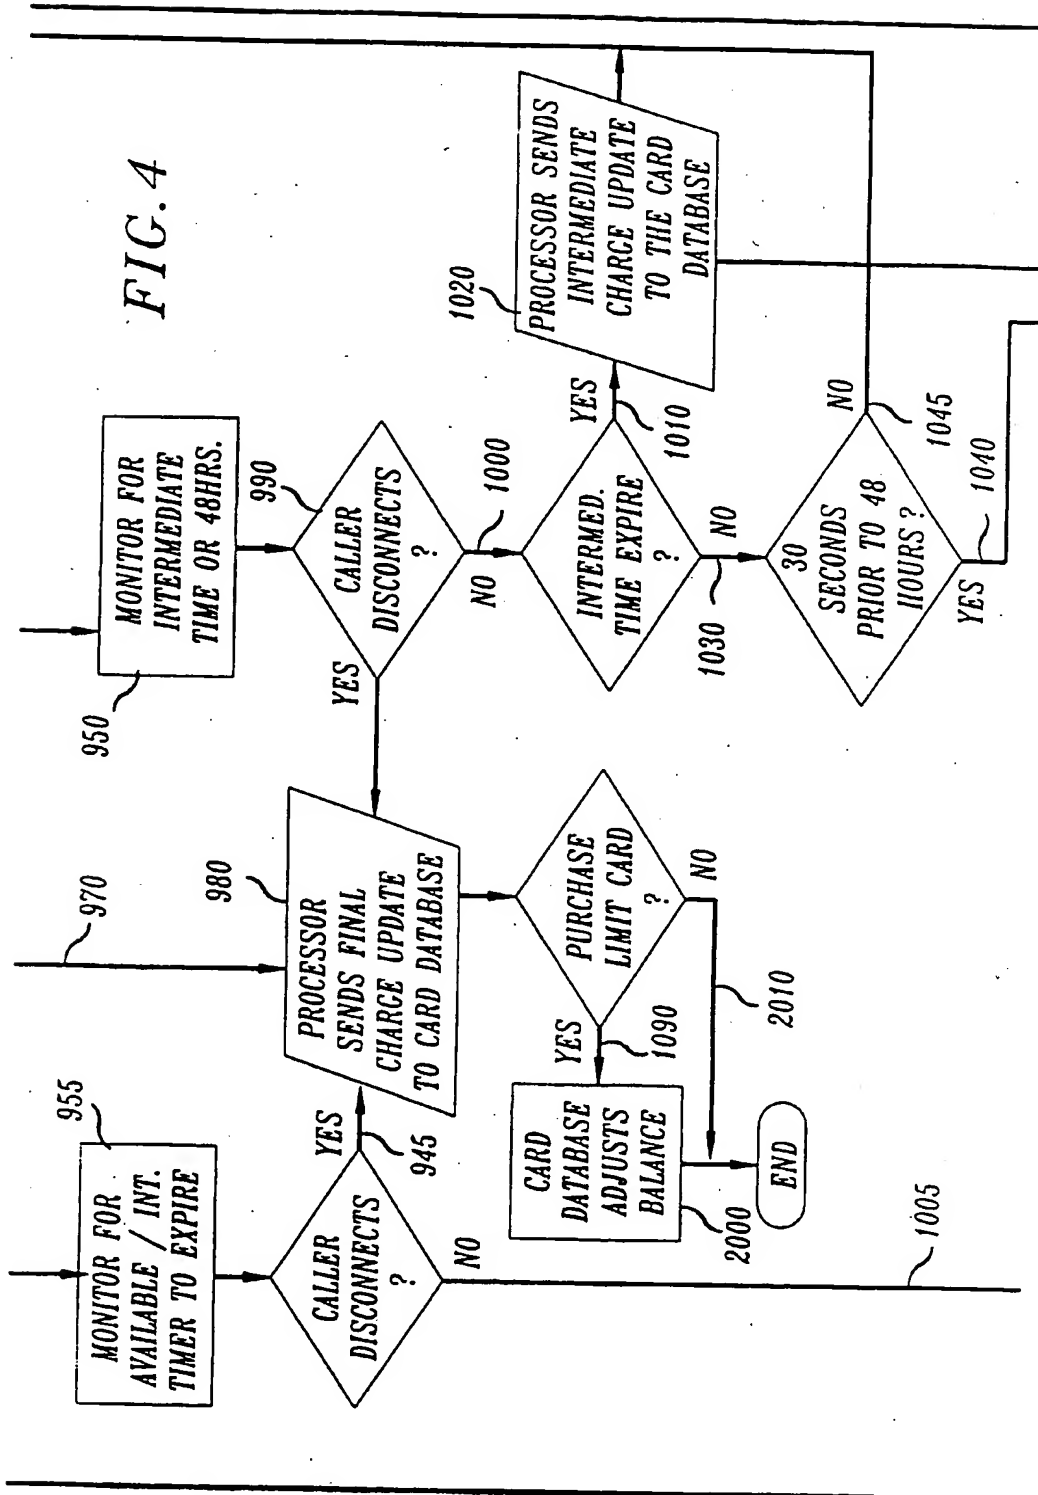 FIG. 4
955
MONITOR FOR
AVAILABLE / INT.
TIMER TO EXPIRE
CALLER
DISCONNECTS
?
YES
945
NO
1005
970
980
PROCESSOR
SENDS FINAL
CHARGE UPDATE
TO CARD DATABASE
PURCHASE
LIMIT CARD
?
YES
1090
NO
2010
CARD
DATABASE
ADJUSTS
BALANCE
2000
END
950
MONITOR FOR
INTERMEDIATE
TIME OR 48HRS.
990
CALLER
DISCONNECTS
?
YES
NO
1000
INTERMED.
TIME EXPIRE
?
YES
1010
NO
1030
1020
PROCESSOR SENDS
INTERMEDIATE
CHARGE UPDATE
TO THE CARD
DATABASE
30
SECONDS
PRIOR TO 48
HOURS ?
NO
1045
YES
1040